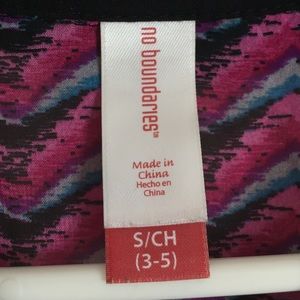 no boundaries™
Made in
China
Hecho en
China
S/CH
(3-5)